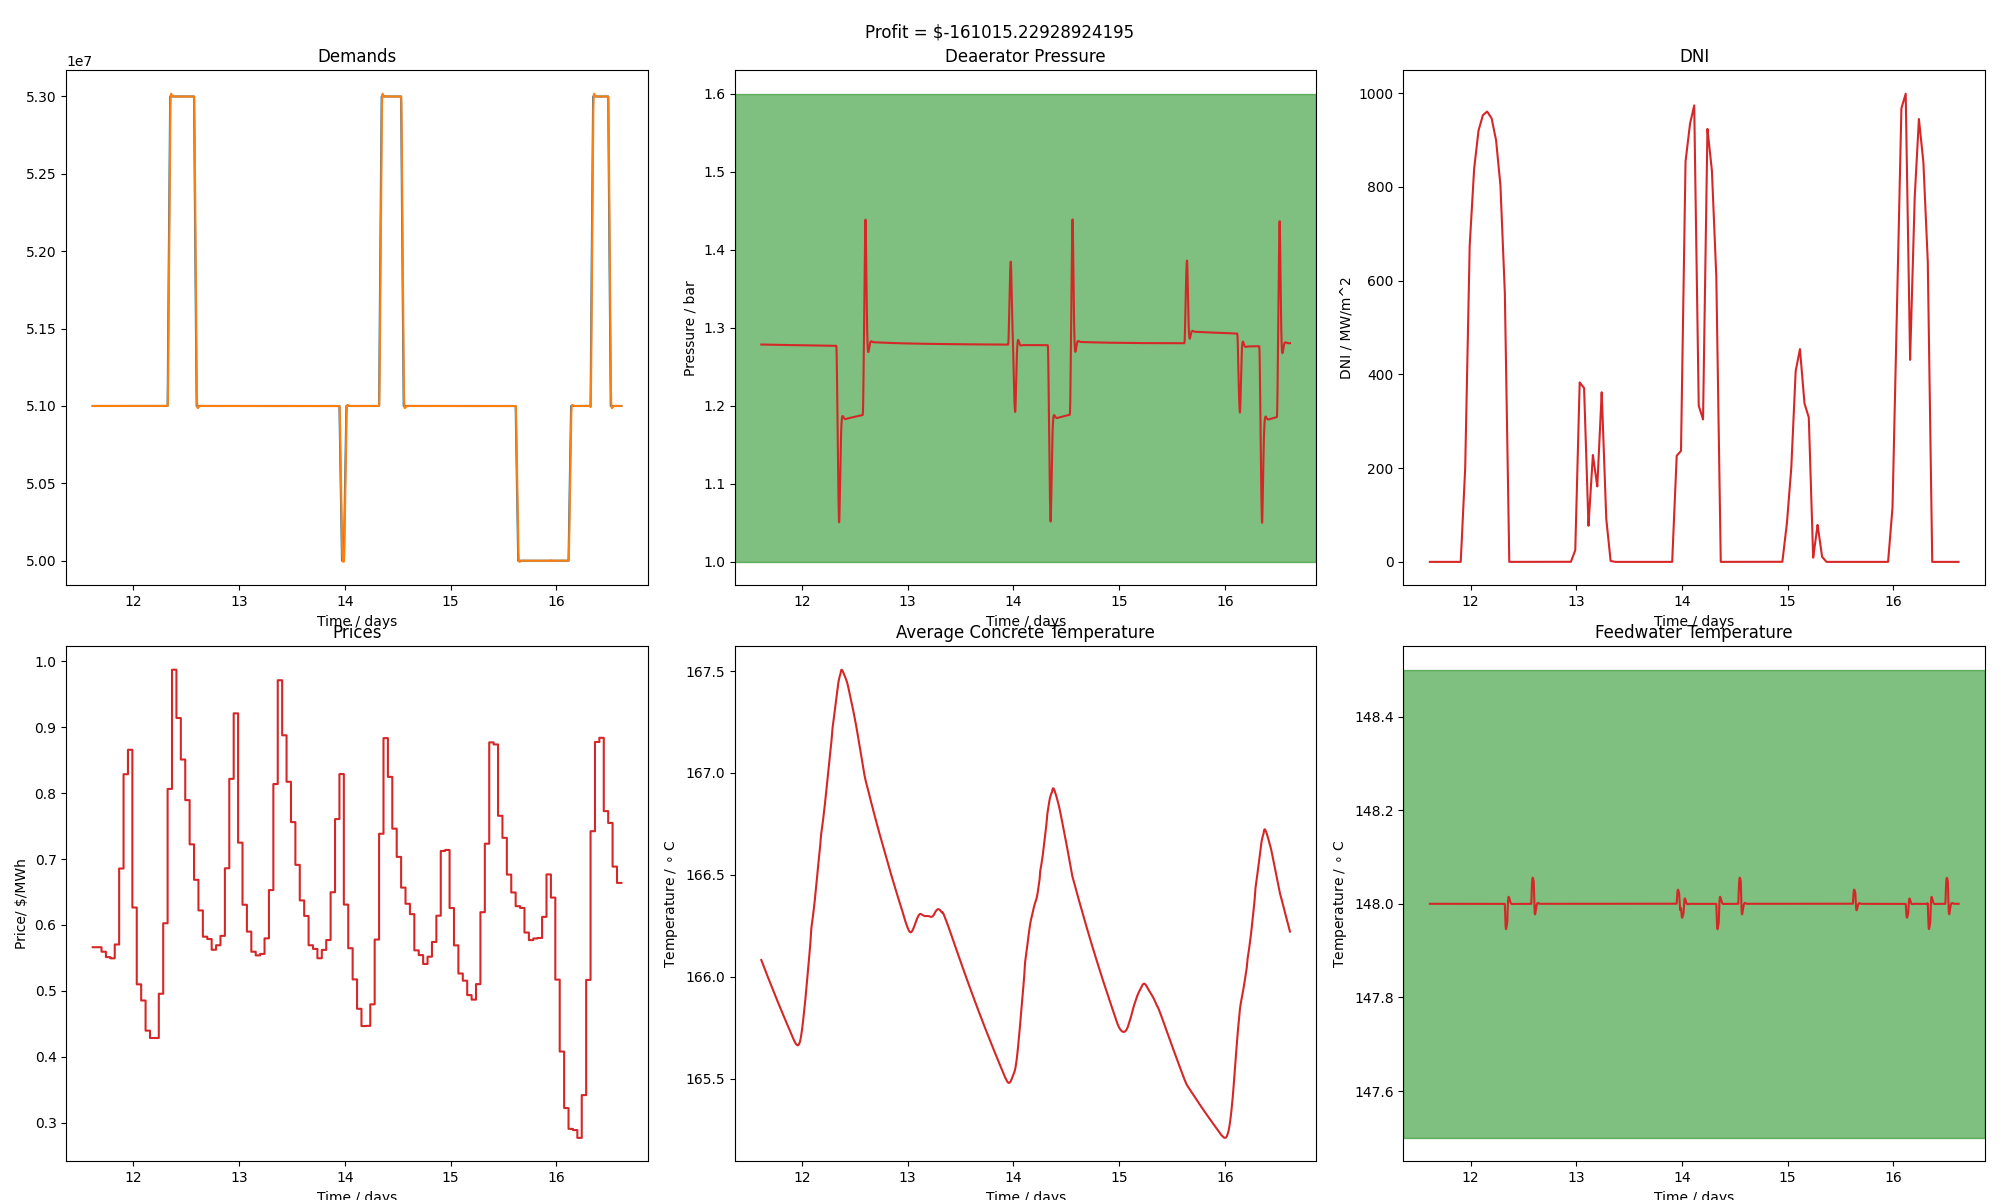 Profit = $-161015.22928924195
Demands
1e7
5.30
5.25
5.20
5.15
5.10
5.05
5.00
12 13 14 15 16
Time / days
Deaerator Pressure
Pressure / bar
1.6
1.5
1.4
1.3
1.2
1.1
1.0
12 13 14 15 16
Time / days
DNI
DNI / MW/m^2
1000
800
600
400
200
0
12 13 14 15 16
Time / days
Prices
Price/ $/MWh
1.0
0.9
0.8
0.7
0.6
0.5
0.4
0.3
12 13 14 15 16
Time / days
Average Concrete Temperature
Temperature / ∘ C
167.5
167.0
166.5
166.0
165.5
12 13 14 15 16
Time / days
Feedwater Temperature
Temperature / ∘ C
148.4
148.2
148.0
147.8
147.6
12 13 14 15 16
Time / days